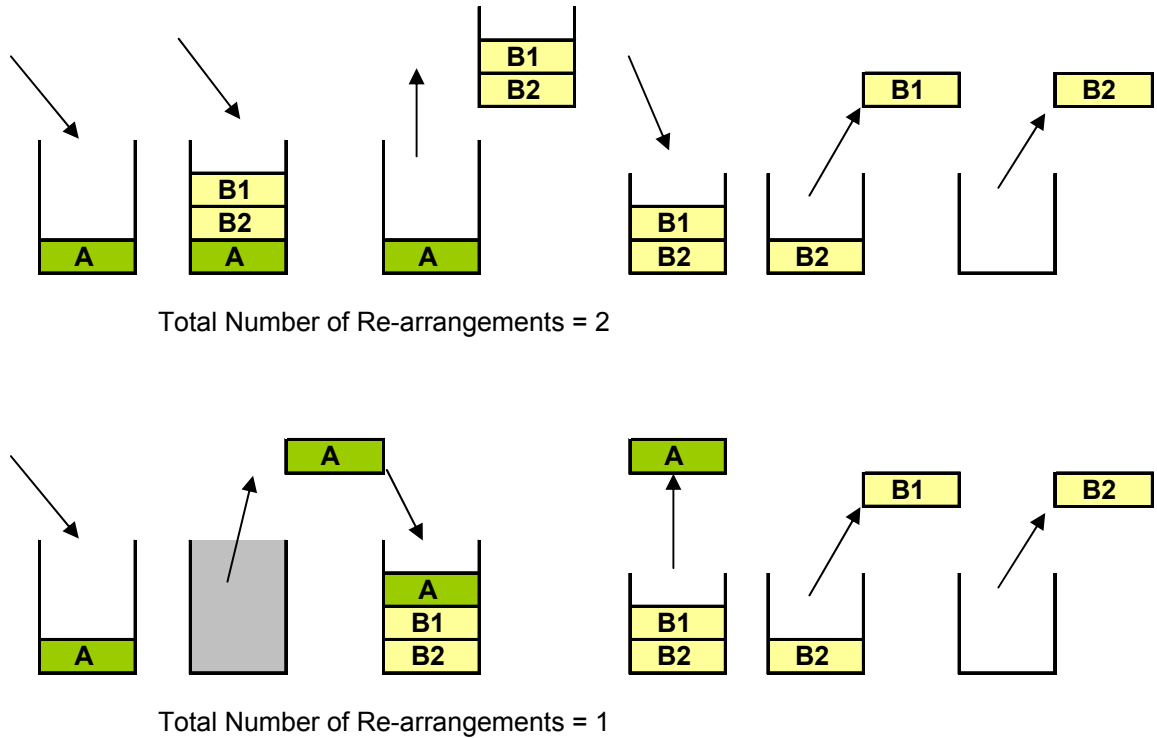 B1
B2
B1
B2
B1
B2
A
B1
B2
A
A
B1
B2
B2
Total Number of Re-arrangements = 2
A
A
B1
B2
A
A
B1
B2
B1
B2
B2
Total Number of Re-arrangements = 1